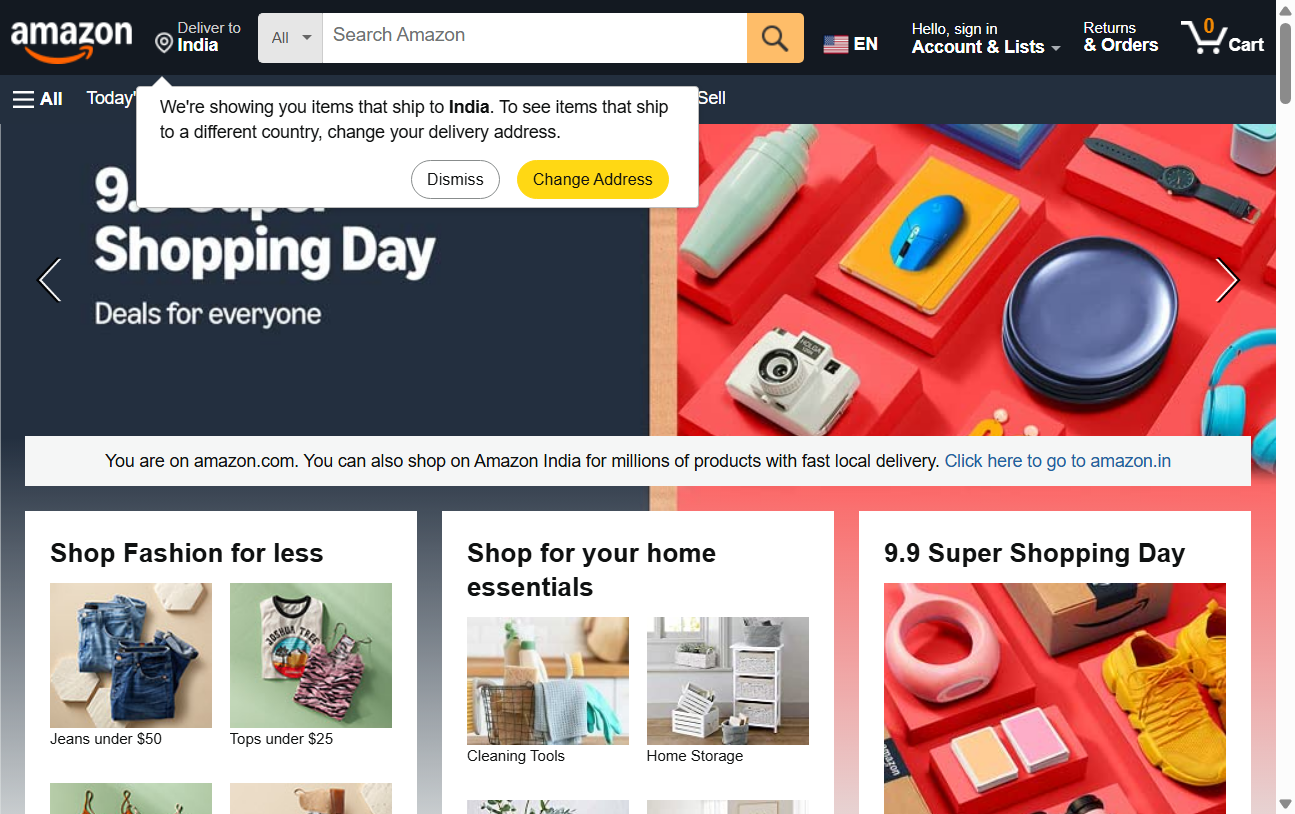 amazon
Deliver to
India
All
Search Amazon
EN
Hello, sign in
Account & Lists
Returns
& Orders
0
Cart
All
Today'
Sell
We're showing you items that ship to India. To see items that ship
to a different country, change your delivery address.
Dismiss
Change Address
Shopping Day
Deals for everyone
HOLGA
You are on amazon.com. You can also shop on Amazon India for millions of products with fast local delivery. Click here to go to amazon.in
Shop Fashion for less
JOSHUA TREE
Jeans under $50
Tops under $25
Shop for your home
essentials
Cleaning Tools
Home Storage
9.9 Super Shopping Day
amazon